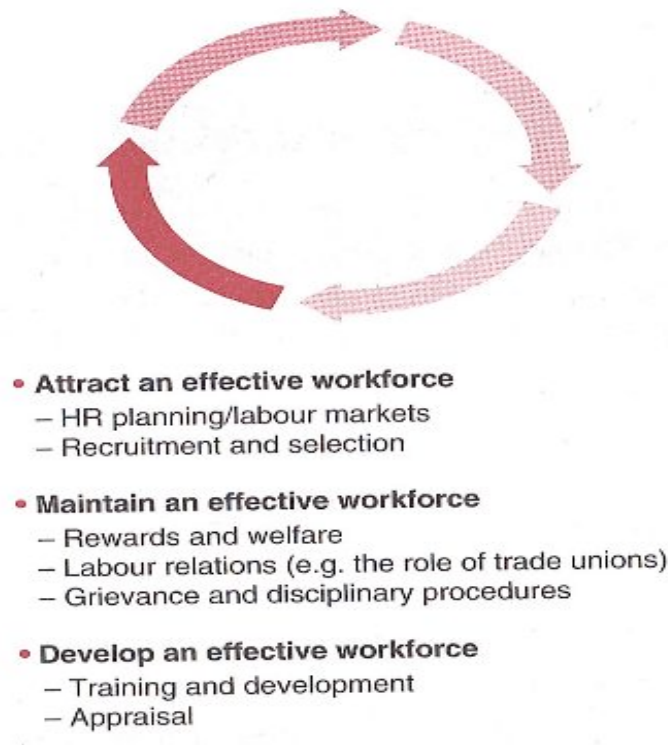 • Attract an effective workforce
– HR planning/labour markets
– Recruitment and selection
• Maintain an effective workforce
– Rewards and welfare
– Labour relations (e.g. the role of trade unions)
– Grievance and disciplinary procedures
• Develop an effective workforce
– Training and development
– Appraisal